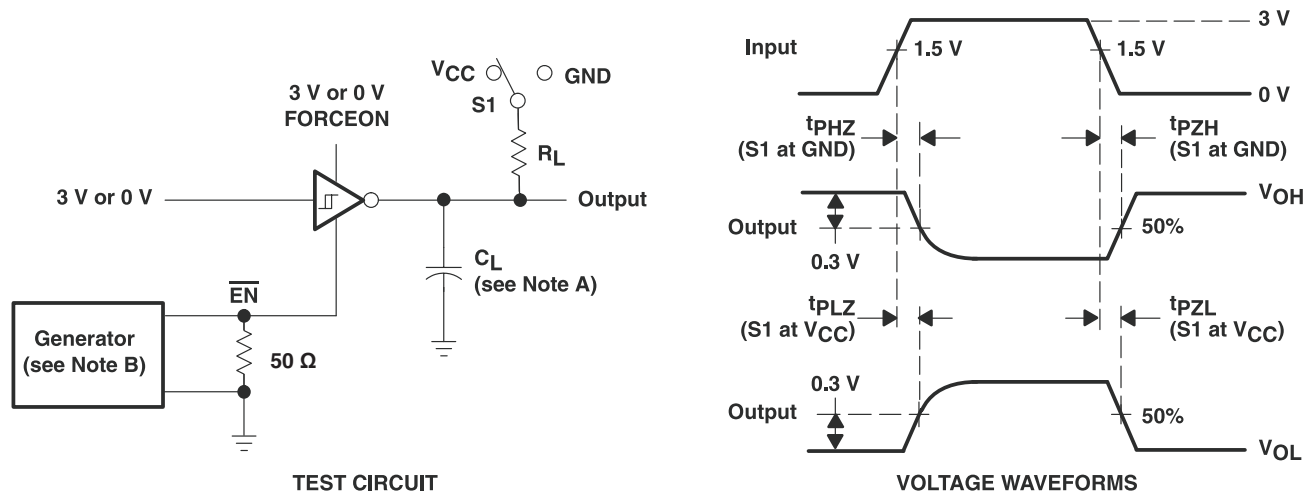 3 V or 0 V
FORCEON
VCC
GND
S1
RL
3 V or 0 V
Output
CL
(see Note A)
EN
Generator
(see Note B)
50 Ω
TEST CIRCUIT
Input
3 V
1.5 V
1.5 V
0 V
tPHZ
(S1 at GND)
tPZH
(S1 at GND)
VOH
Output
50%
0.3 V
tPLZ
(S1 at VCC)
tPZL
(S1 at VCC)
0.3 V
Output
50%
VOL
VOLTAGE WAVEFORMS